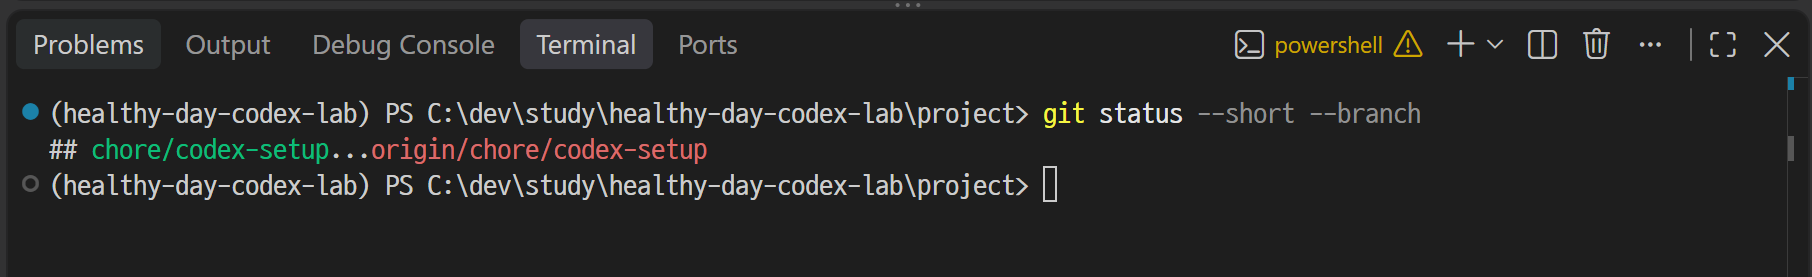 Problems Output Debug Console Terminal Ports powershell
(healthy-day-codex-lab) PS C:\dev\study\healthy-day-codex-lab\project> git status --short --branch
## chore/codex-setup...origin/chore/codex-setup
(healthy-day-codex-lab) PS C:\dev\study\healthy-day-codex-lab\project>